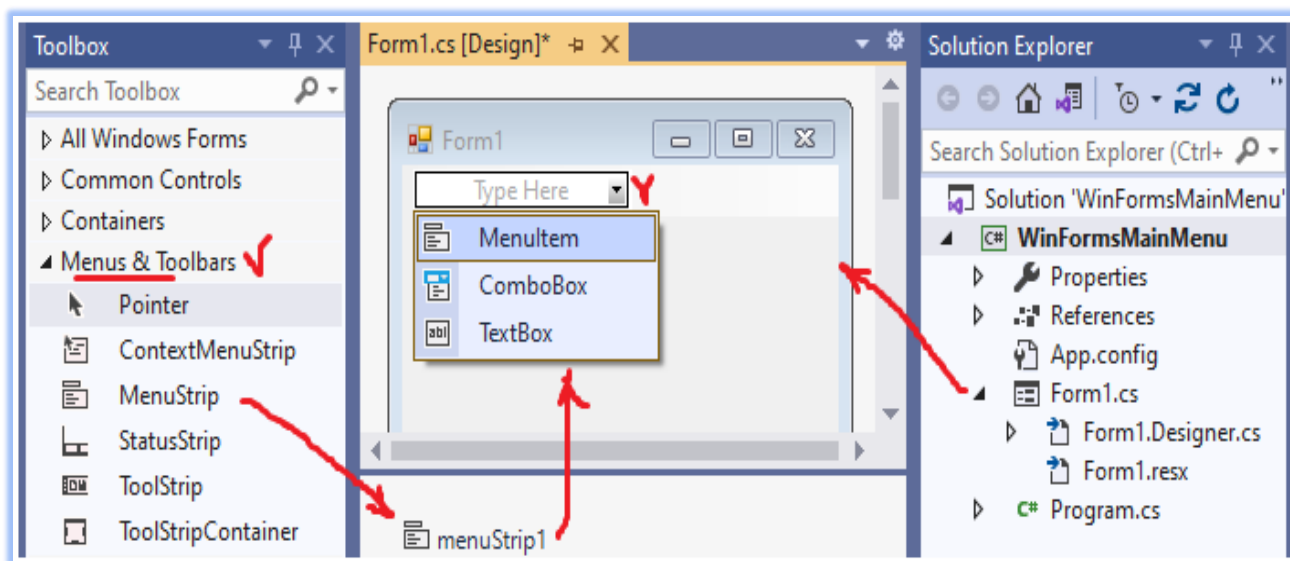 Toolbox
Search Toolbox
All Windows Forms
Common Controls
Containers
Menus & Toolbars
Pointer
ContextMenuStrip
MenuStrip
StatusStrip
ToolStrip
ToolStripContainer
Form1.cs [Design]*
Form1
Type Here
MenuItem
ComboBox
TextBox
menuStrip1
Solution Explorer
Search Solution Explorer (Ctrl+
Solution 'WinFormsMainMenu'
C# WinFormsMainMenu
Properties
References
App.config
Form1.cs
Form1.Designer.cs
Form1.resx
C# Program.cs